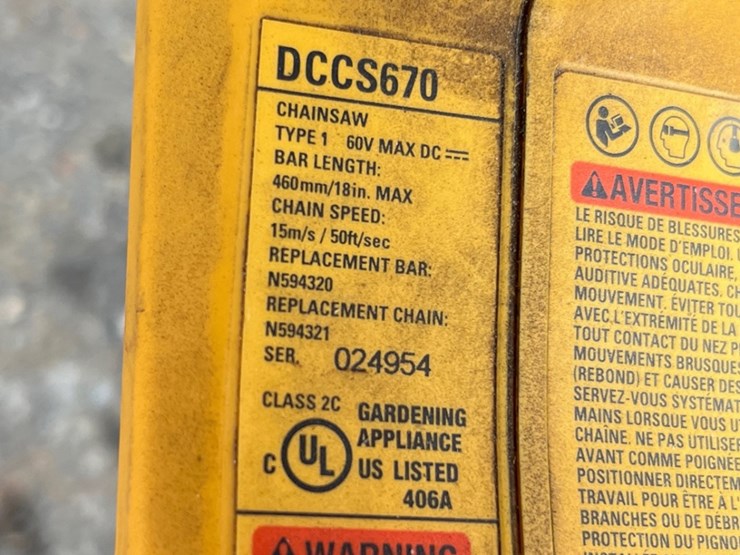 DCCS670
CHAINSAW
TYPE 1 60V MAX DC
BAR LENGTH:
460mm/18in. MAX
CHAIN SPEED:
15m/s / 50ft/sec
REPLACEMENT BAR:
N594320
REPLACEMENT CHAIN:
N594321
SER. 024954
CLASS 2C GARDENING
APPLIANCE
C UL US LISTED
406A
WARNING
AVERTISSE
LE RISQUE DE BLESSURES
LIRE LE MODE D'EMPLOI.
PROTECTIONS OCULAIRE,
AUDITIVE ADÉQUATES. CH
MOUVEMENT. ÉVITER TOU
AVEC L'EXTRÉMITÉ DE LA
TOUT CONTACT DU NEZ P
MOUVEMENTS BRUSQUES
(REBOND) ET CAUSER DES
SERVEZ-VOUS SYSTÉMAT
MAINS LORSQUE VOUS UT
CHAÎNE. NE PAS UTILISER
AVANT COMME POIGNÉE
POSITIONNER DIRECTEM
TRAVAIL POUR ÊTRE À L'
BRANCHES OU DE DÉBR
PROTECTION DU PIGNO